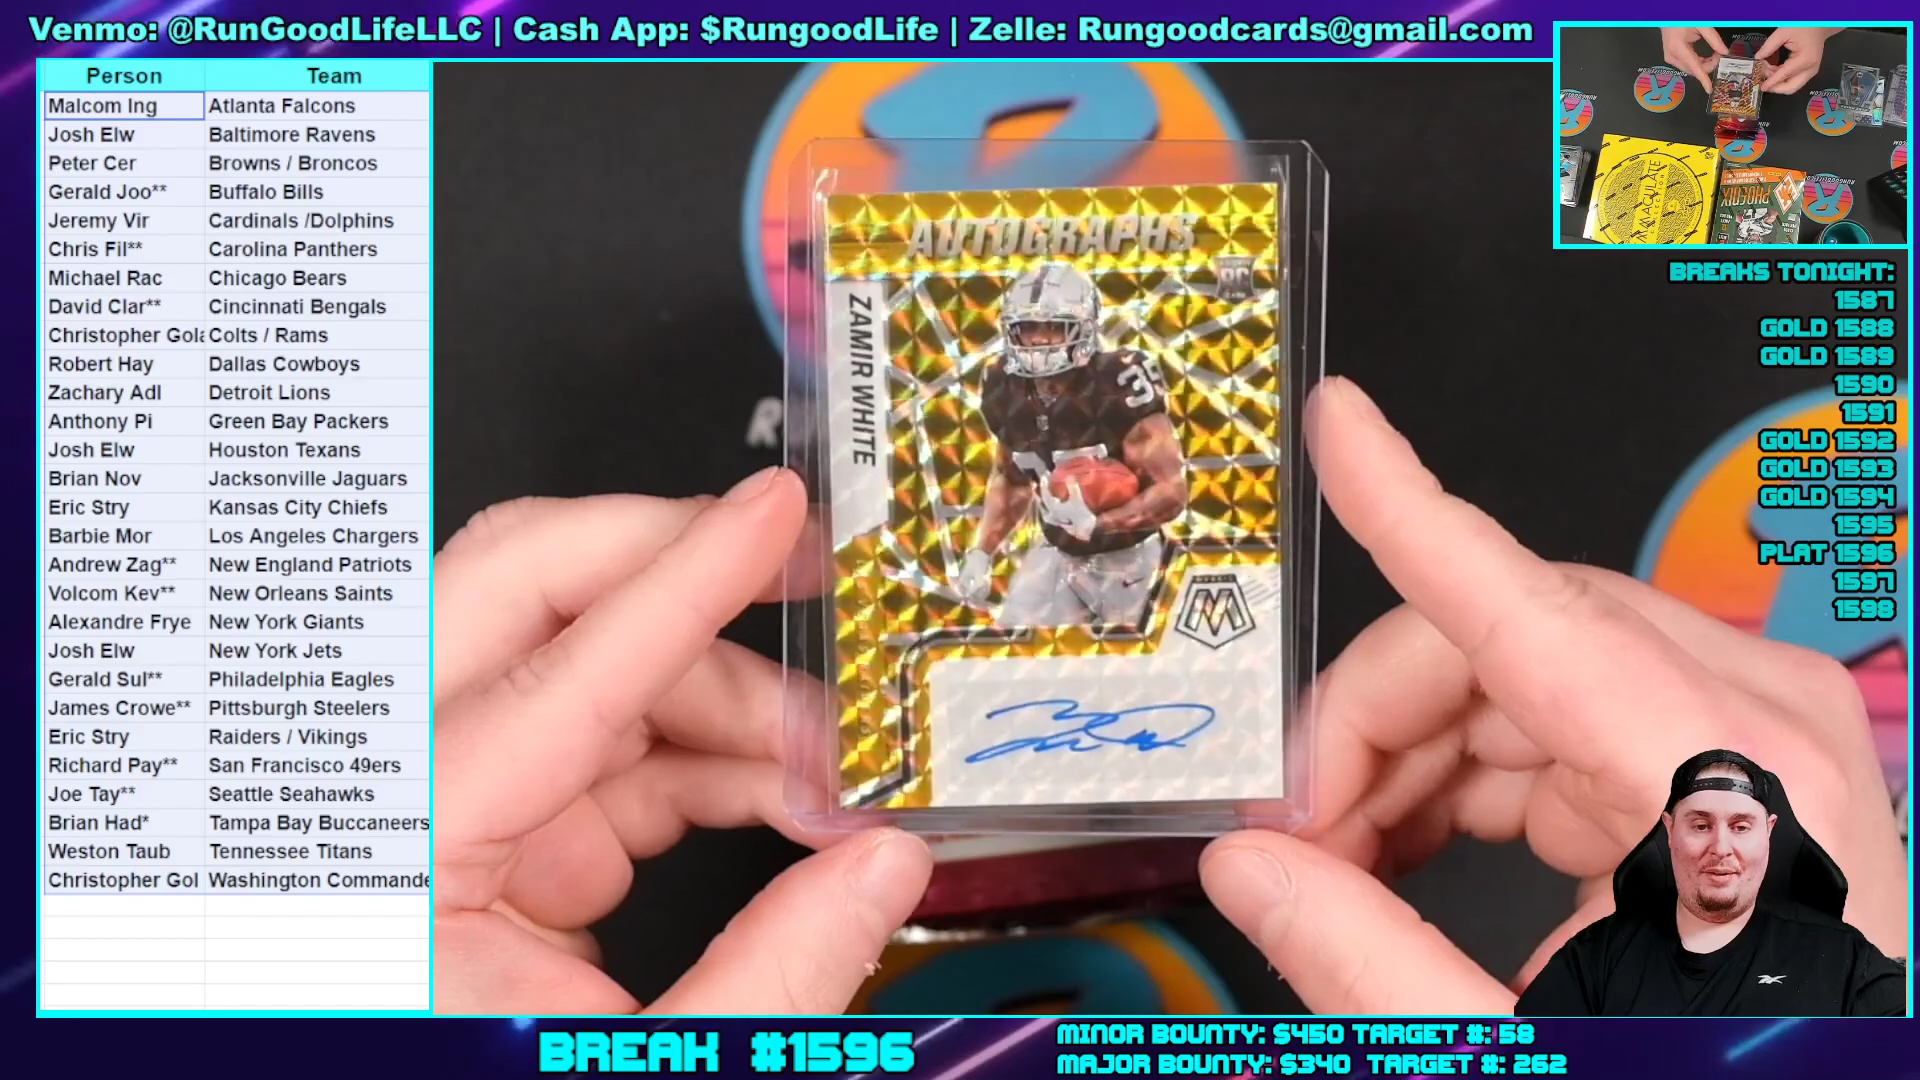 Venmo: @RunGoodLifeLLC | Cash App: $RungoodLife | Zelle: Rungoodcards@gmail.com
Person Team
Malcom Ing Atlanta Falcons
Josh Elw Baltimore Ravens
Peter Cer Browns / Broncos
Gerald Joo** Buffalo Bills
Jeremy Vir Cardinals /Dolphins
Chris Fil** Carolina Panthers
Michael Rac Chicago Bears
David Clar** Cincinnati Bengals
Christopher Gola Colts / Rams
Robert Hay Dallas Cowboys
Zachary Adl Detroit Lions
Anthony Pi Green Bay Packers
Josh Elw Houston Texans
Brian Nov Jacksonville Jaguars
Eric Stry Kansas City Chiefs
Barbie Mor Los Angeles Chargers
Andrew Zag** New England Patriots
Volcom Kev** New Orleans Saints
Alexandre Frye New York Giants
Josh Elw New York Jets
Gerald Sul** Philadelphia Eagles
James Crowe** Pittsburgh Steelers
Eric Stry Raiders / Vikings
Richard Pay** San Francisco 49ers
Joe Tay** Seattle Seahawks
Brian Had* Tampa Bay Buccaneers
Weston Taub Tennessee Titans
Christopher Gol Washington Commande
AUTOGRAPHS
RC
ZAMIR WHITE
35
35
MOSAIC
M
IMMACULATE
COLLECTION
PHOENIX
BREAKS TONIGHT:
1587
GOLD 1588
GOLD 1589
1590
1591
GOLD 1592
GOLD 1593
GOLD 1594
1595
PLAT 1596
1597
1598
BREAK #1596
MINOR BOUNTY: $450 TARGET #: 58
MAJOR BOUNTY: $340 TARGET #: 262